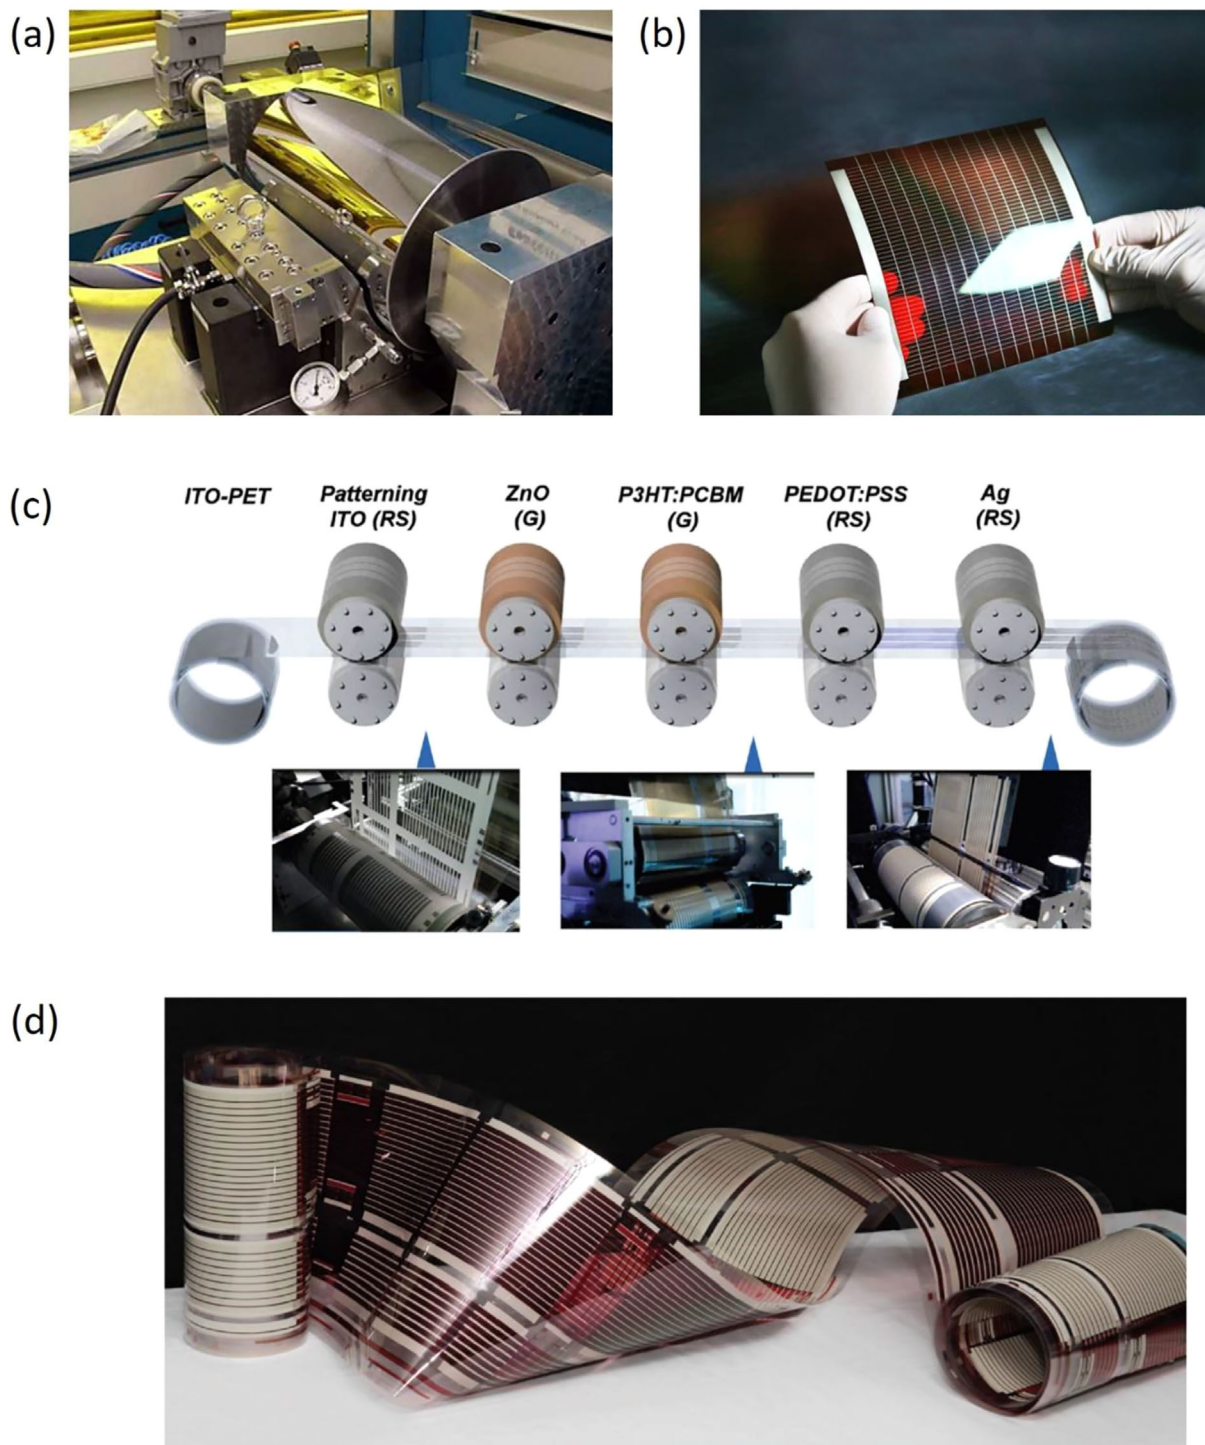 (a)
(b)
(c)
ITO-PET
Patterning
ITO (RS)
ZnO
(G)
P3HT:PCBM
(G)
PEDOT:PSS
(RS)
Ag
(RS)
(d)